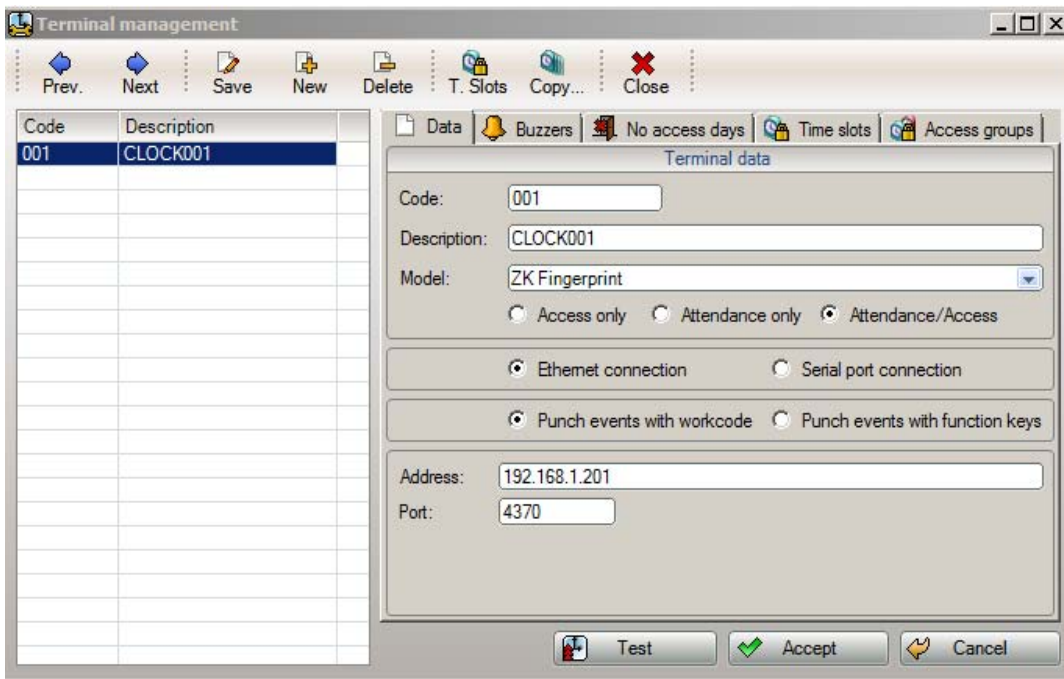 Terminal management
Prev. Next Save New Delete T. Slots Copy... Close
Code Description
001 CLOCK001
Data Buzzers No access days Time slots Access groups
Terminal data
Code: 001
Description: CLOCK001
Model: ZK Fingerprint
Access only Attendance only Attendance/Access
Ethernet connection Serial port connection
Punch events with workcode Punch events with function keys
Address: 192.168.1.201
Port: 4370
Test Accept Cancel